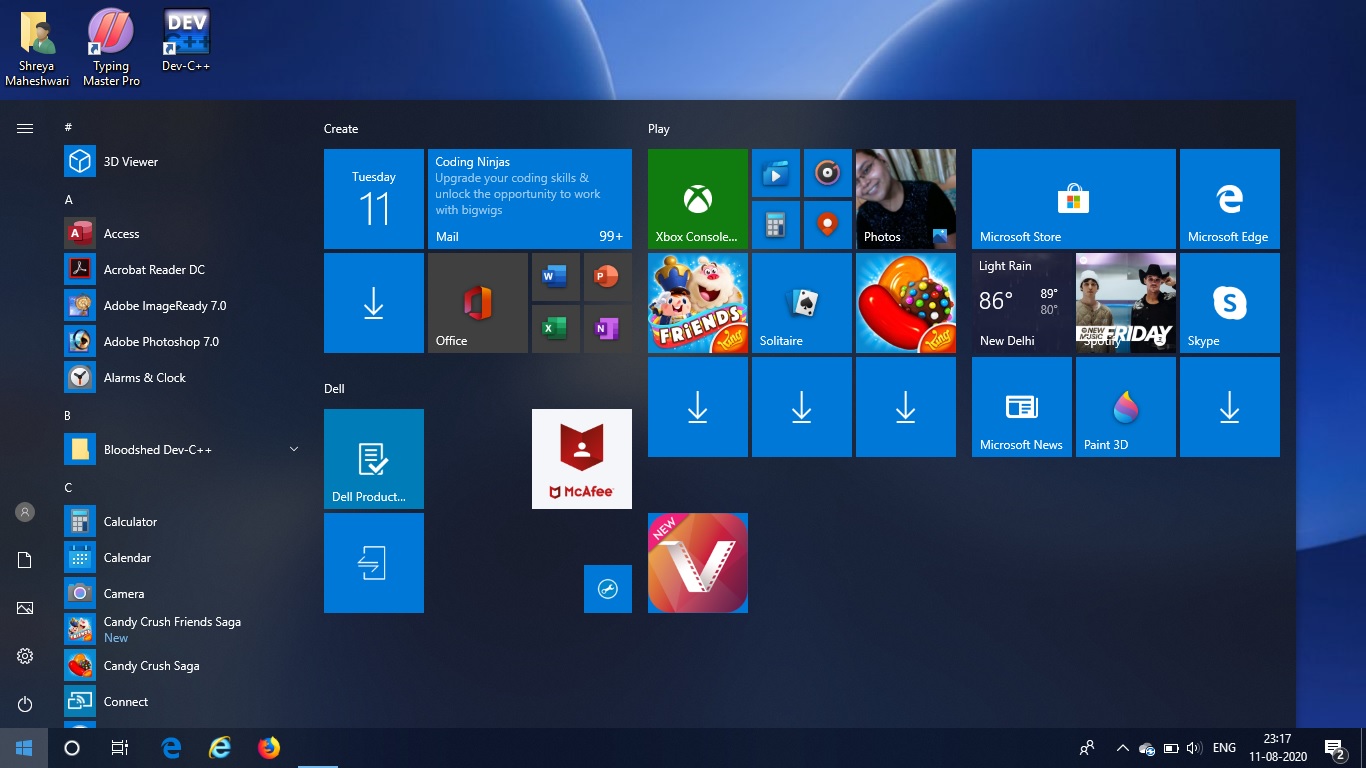 Shreya
Maheshwari
Typing
Master Pro
DEV
C++
Dev-C++
#
3D Viewer
A
Access
Acrobat Reader DC
Adobe ImageReady 7.0
Adobe Photoshop 7.0
Alarms & Clock
B
Bloodshed Dev-C++
C
Calculator
Calendar
Camera
Candy Crush Friends Saga
New
Candy Crush Saga
Connect
Create
Tuesday
11
Coding Ninjas
Upgrade your coding skills &
unlock the opportunity to work
with bigwigs
Mail 99+
Office
Dell
Dell Product...
McAfee
Play
Xbox Console...
Photos
FRIENDS
King
Solitaire
King
NEW
Microsoft Store
Microsoft Edge
Light Rain
86° 89°
80°
New Delhi
NEW
MUSIC
FRIDAY
Spotify
Skype
Microsoft News
Paint 3D
ENG
23:17
11-08-2020
2